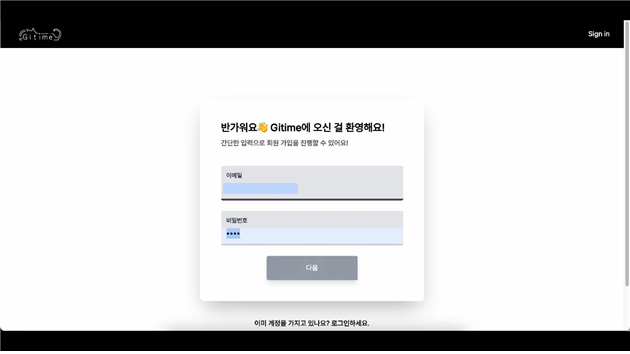 Gitime
Sign in
반가워요👋 Gitime에 오신 걸 환영해요!
간단한 입력으로 회원 가입을 진행할 수 있어요!
이메일
비밀번호
••••
다음
이미 계정을 가지고 있나요? 로그인하세요.